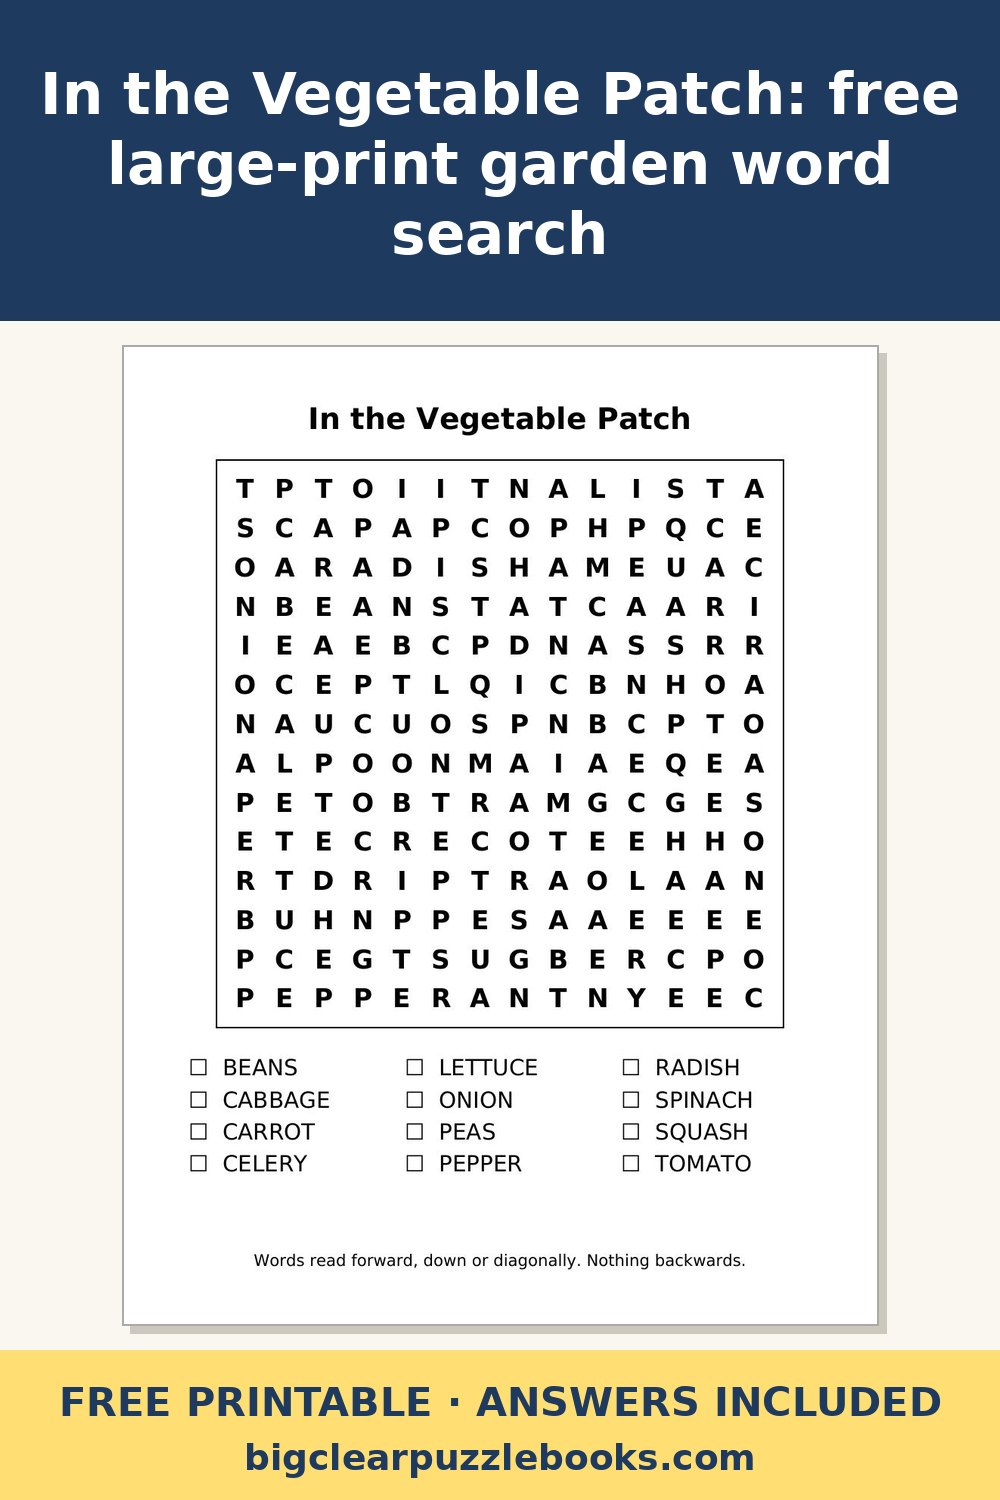 In the Vegetable Patch: free
large-print garden word
search
In the Vegetable Patch
T P T O I I T N A L I S T A
S C A P A P C O P H P Q C E
O A R A D I S H A M E U A C
N B E A N S T A T C A A R I
I E A E B C P D N A S S R R
O C E P T L Q I C B N H O A
N A U C U O S P N B C P T O
A L P O O N M A I A E Q E A
P E T O B T R A M G C G E S
E T E C R E C O T E E H H O
R T D R I P T R A O L A A N
B U H N P P E S A A E E E E
P C E G T S U G B E R C P O
P E P P E R A N T N Y E E C
☐ BEANS ☐ LETTUCE ☐ RADISH
☐ CABBAGE ☐ ONION ☐ SPINACH
☐ CARROT ☐ PEAS ☐ SQUASH
☐ CELERY ☐ PEPPER ☐ TOMATO
Words read forward, down or diagonally. Nothing backwards.
FREE PRINTABLE · ANSWERS INCLUDED
bigclearpuzzlebooks.com